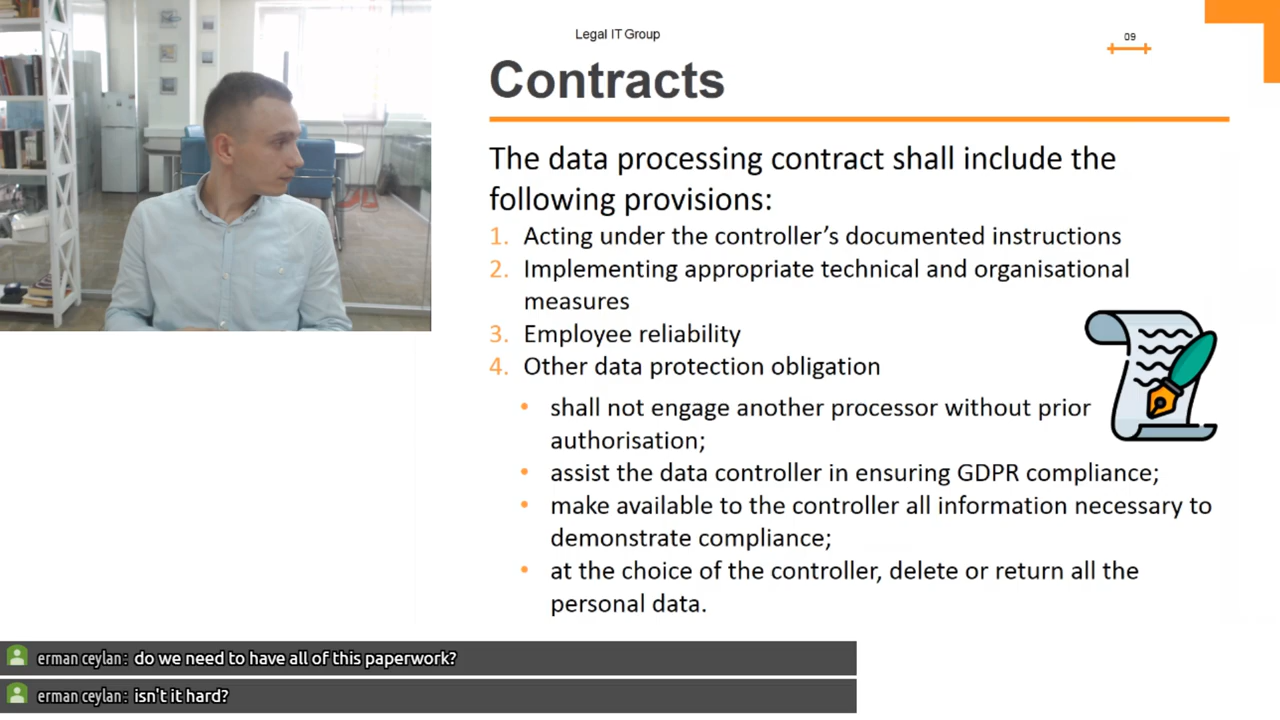 Legal IT Group
09
Contracts
The data processing contract shall include the
following provisions:
1. Acting under the controller’s documented instructions
2. Implementing appropriate technical and organisational
measures
3. Employee reliability
4. Other data protection obligation
• shall not engage another processor without prior
authorisation;
• assist the data controller in ensuring GDPR compliance;
• make available to the controller all information necessary to
demonstrate compliance;
• at the choice of the controller, delete or return all the
personal data.
erman ceylan: do we need to have all of this paperwork?
erman ceylan: isn't it hard?